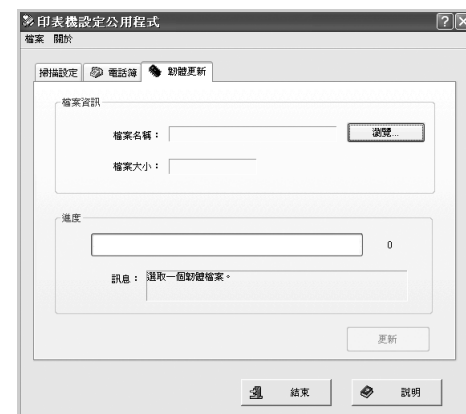 印表機設定公用程式
檔案 關於
掃描設定 電話簿 韌體更新
檔案資訊
檔案名稱： 瀏覽...
檔案大小：
進度
0
訊息： 選取一個韌體檔案。
更新
結束 說明